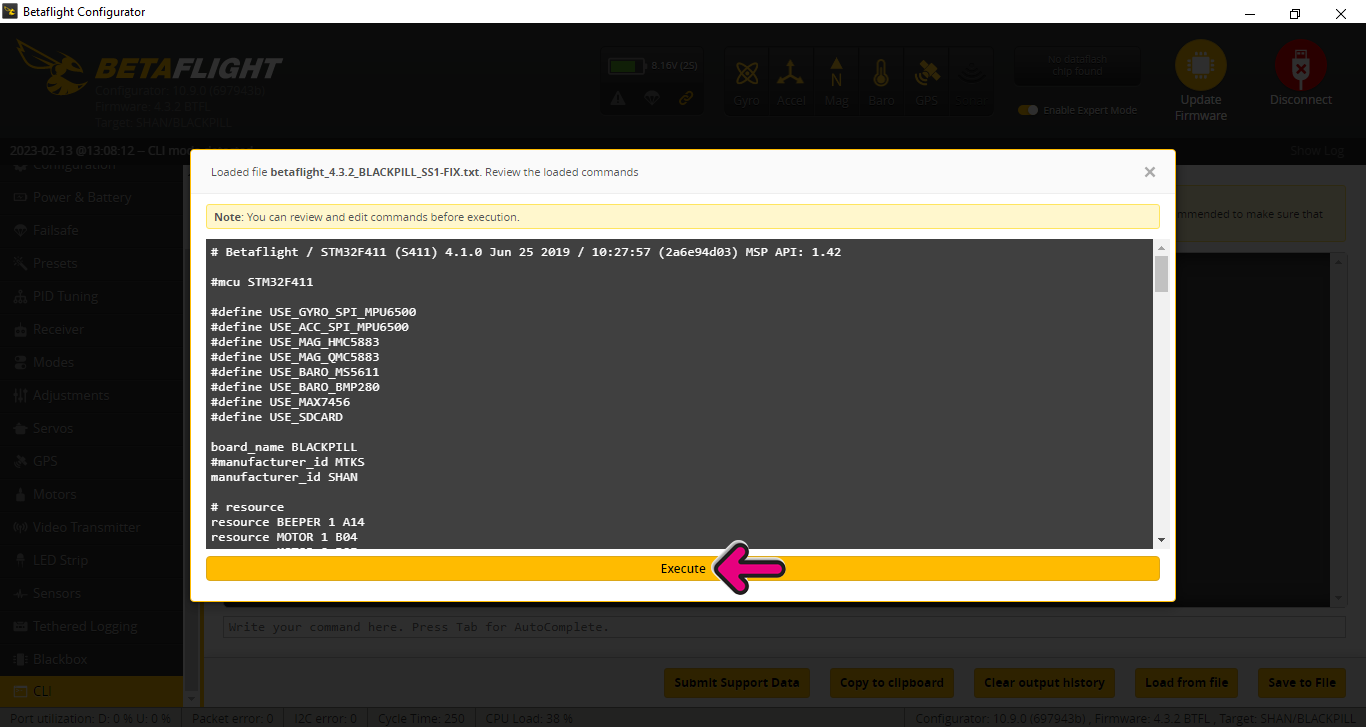 Betaflight Configurator
BETAFLIGHT
Configurator: 10.9.0 (697943b)
Firmware: 4.3.2 BTFL
Target: SHAN/BLACKPILL
8.16V (2S)
Gyro
Accel
Mag
Baro
GPS
No dataflash
chip found
Enable Expert Mode
Update
Firmware
Disconnect
2023-02-13 @13:08:12 -- CLI mo
Show Log
Configuration
Power & Battery
Failsafe
Presets
PID Tuning
Receiver
Modes
Adjustments
Servos
GPS
Motors
Video Transmitter
LED Strip
Sensors
Tethered Logging
Blackbox
CLI
mmended to make sure that
Loaded file betaflight_4.3.2_BLACKPILL_SS1-FIX.txt. Review the loaded commands
Note: You can review and edit commands before execution.
# Betaflight / STM32F411 (S411) 4.1.0 Jun 25 2019 / 10:27:57 (2a6e94d03) MSP API: 1.42
#mcu STM32F411
#define USE_GYRO_SPI_MPU6500
#define USE_ACC_SPI_MPU6500
#define USE_MAG_HMC5883
#define USE_MAG_QMC5883
#define USE_BARO_MS5611
#define USE_BARO_BMP280
#define USE_MAX7456
#define USE_SDCARD
board_name BLACKPILL
#manufacturer_id MTKS
manufacturer_id SHAN
# resource
resource BEEPER 1 A14
resource MOTOR 1 B04
Execute
Write your command here. Press Tab for AutoComplete.
Submit Support Data
Copy to clipboard
Clear output history
Load from file
Save to File
Port utilization: D: 0 % U: 0 %
Packet error: 0
I2C error: 0
Cycle Time: 250
CPU Load: 38 %
Configurator: 10.9.0 (697943b) , Firmware: 4.3.2 BTFL , Target: SHAN/BLACKPILL